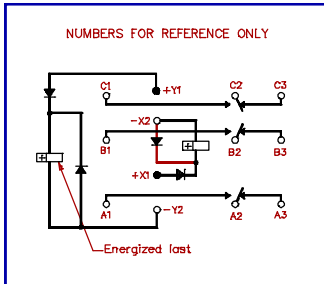 NUMBERS FOR REFERENCE ONLY
+Y1
C1 C2 C3
-X2
B1 B2 B3
+X1
-Y2
A1 A2 A3
Energized last